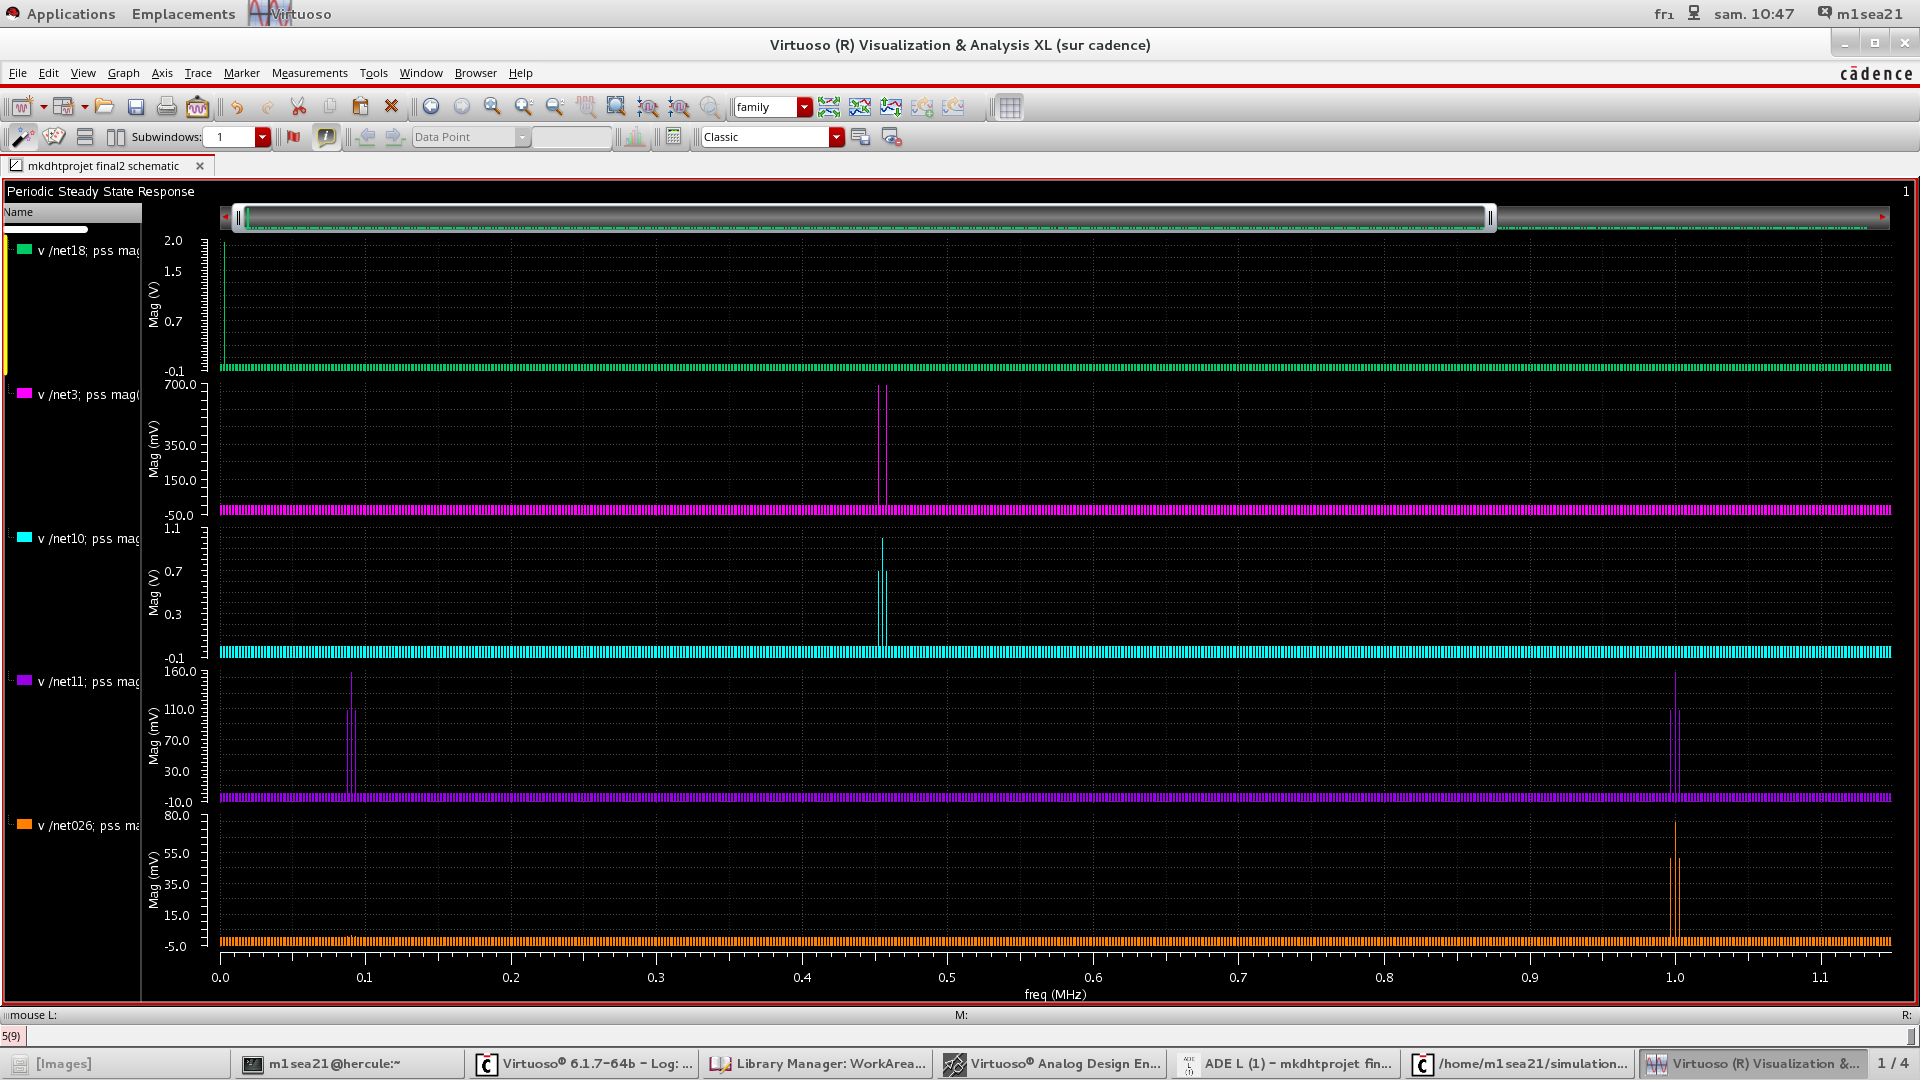 Applications Emplacements Virtuoso fr₁ sam. 10:47 m1sea21
Virtuoso (R) Visualization & Analysis XL (sur cadence)
File Edit View Graph Axis Trace Marker Measurements Tools Window Browser Help cādence
family
Subwindows: 1 Data Point Classic
mkdhtprojet final2 schematic
Periodic Steady State Response 1
Name
v /net18; pss mag
2.0
1.5
0.7
-0.1
Mag (V)
v /net3; pss mag(
700.0
350.0
150.0
-50.0
Mag (mV)
v /net10; pss mag
1.1
0.7
0.3
-0.1
Mag (V)
v /net11; pss mag
160.0
110.0
70.0
30.0
-10.0
Mag (mV)
v /net026; pss ma
80.0
55.0
35.0
15.0
-5.0
Mag (mV)
0.0 0.1 0.2 0.3 0.4 0.5 0.6 0.7 0.8 0.9 1.0 1.1
freq (MHz)
mouse L: M: R:
5(9)
[Images] m1sea21@hercule:~ Virtuoso® 6.1.7-64b - Log: ... Library Manager: WorkArea... Virtuoso® Analog Design En... ADE L (1) - mkdhtprojet fin... /home/m1sea21/simulation... Virtuoso (R) Visualization &... 1 / 4